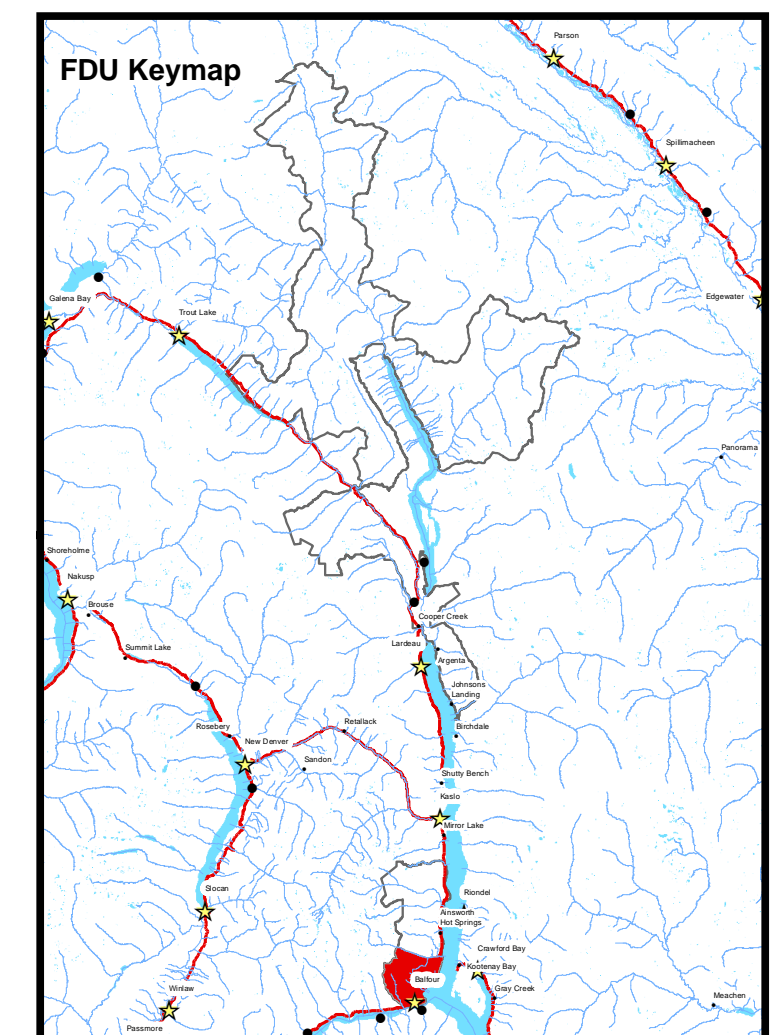 FDU Keymap
Parson
Spillimacheen
Edgewater
Galena Bay
Trout Lake
Panorama
Shoreholme
Nakusp
Brouse
Cooper Creek
Summit Lake
Lardeau
Argenta
Johnsons
Landing
Rosebery
Retallack
Birchdale
New Denver
Sandon
Shutty Bench
Kaslo
Mirror Lake
Slocan
Riondel
Ainsworth
Hot Springs
Crawford Bay
Kootenay Bay
Balfour
Gray Creek
Winlaw
Meachen
Passmore